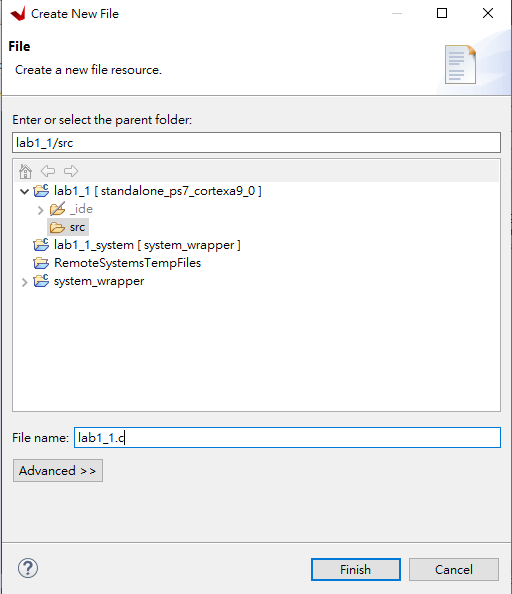 Create New File
File
Create a new file resource.
Enter or select the parent folder:
lab1_1/src
lab1_1 [ standalone_ps7_cortexa9_0 ]
_ide
src
lab1_1_system [ system_wrapper ]
RemoteSystemsTempFiles
system_wrapper
File name: lab1_1.c
Advanced >>
Finish Cancel